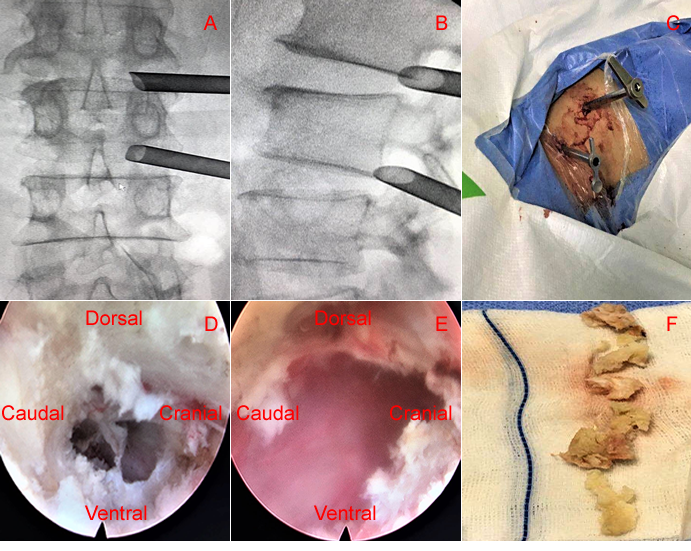 A
B
C
D
Dorsal
Caudal
Cranial
Ventral
E
Dorsal
Caudal
Cranial
Ventral
F